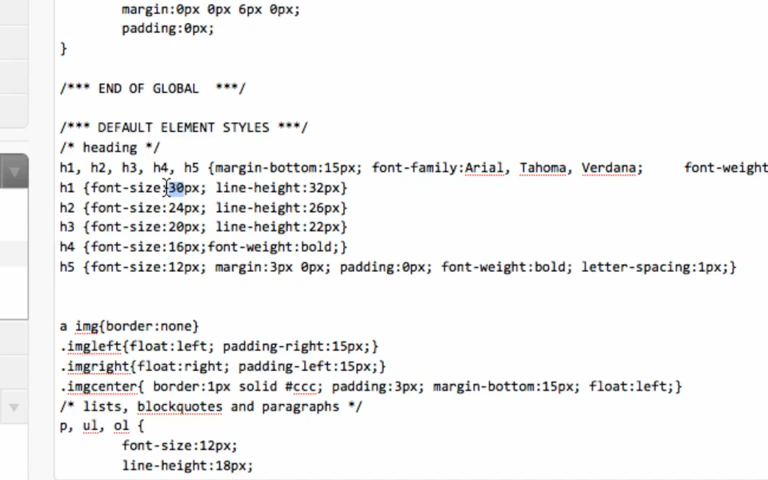 margin:0px 0px 6px 0px;
padding:0px;
}
/*** END OF GLOBAL ***/
/*** DEFAULT ELEMENT STYLES ***/
/* heading */
h1, h2, h3, h4, h5 {margin-bottom:15px; font-family:Arial, Tahoma, Verdana; font-weight
h1 {font-size:30px; line-height:32px}
h2 {font-size:24px; line-height:26px}
h3 {font-size:20px; line-height:22px}
h4 {font-size:16px;font-weight:bold;}
h5 {font-size:12px; margin:3px 0px; padding:0px; font-weight:bold; letter-spacing:1px;}
a img{border:none}
.imgleft{float:left; padding-right:15px;}
.imgright{float:right; padding-left:15px;}
.imgcenter{ border:1px solid #ccc; padding:3px; margin-bottom:15px; float:left;}
/* lists, blockquotes and paragraphs */
p, ul, ol {
font-size:12px;
line-height:18px;